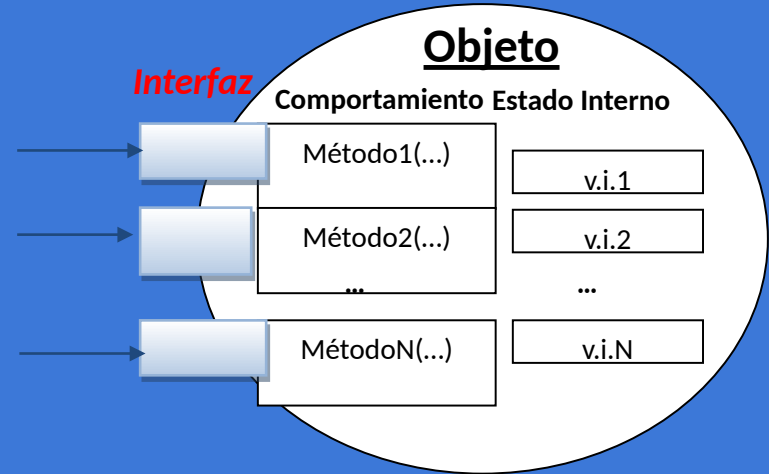 Objeto
Interfaz
Comportamiento Estado Interno
Método1(...)
v.i.1
Método2(...)
v.i.2
...
...
MétodoN(...)
v.i.N